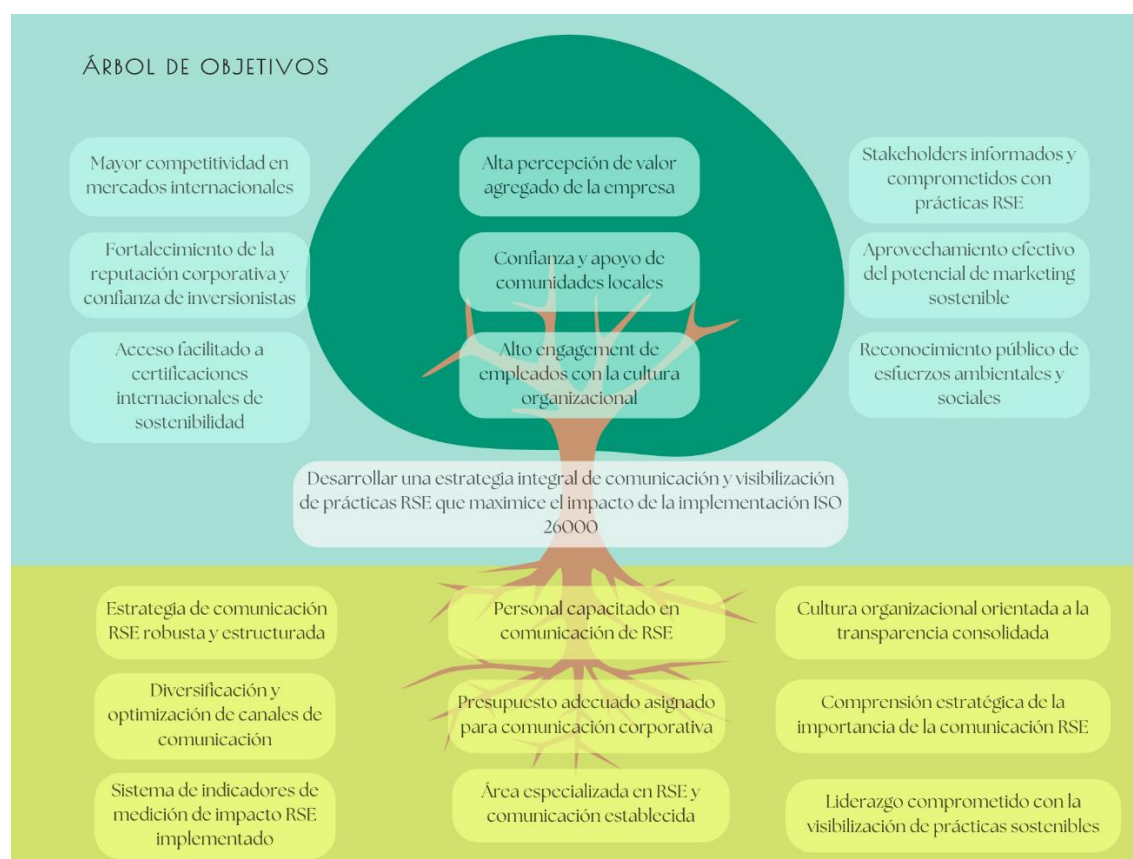 ÁRBOL DE OBJETIVOS
Mayor competitividad en
mercados internacionales
Alta percepción de valor
agregado de la empresa
Stakeholders informados y
comprometidos con
prácticas RSE
Fortalecimiento de la
reputación corporativa y
confianza de inversionistas
Confianza y apoyo de
comunidades locales
Aprovechamiento efectivo
del potencial de marketing
sostenible
Acceso facilitado a
certificaciones
internacionales de
sostenibilidad
Alto engagement de
empleados con la cultura
organizacional
Reconocimiento público de
esfuerzos ambientales y
sociales
Desarrollar una estrategia integral de comunicación y visibilización
de prácticas RSE que maximice el impacto de la implementación ISO
26000
Estrategia de comunicación
RSE robusta y estructurada
Personal capacitado en
comunicación de RSE
Cultura organizacional orientada a la
transparencia consolidada
Diversificación y
optimización de canales de
comunicación
Presupuesto adecuado asignado
para comunicación corporativa
Comprensión estratégica de la
importancia de la comunicación RSE
Sistema de indicadores de
medición de impacto RSE
implementado
Área especializada en RSE y
comunicación establecida
Liderazgo comprometido con la
visibilización de prácticas sostenibles